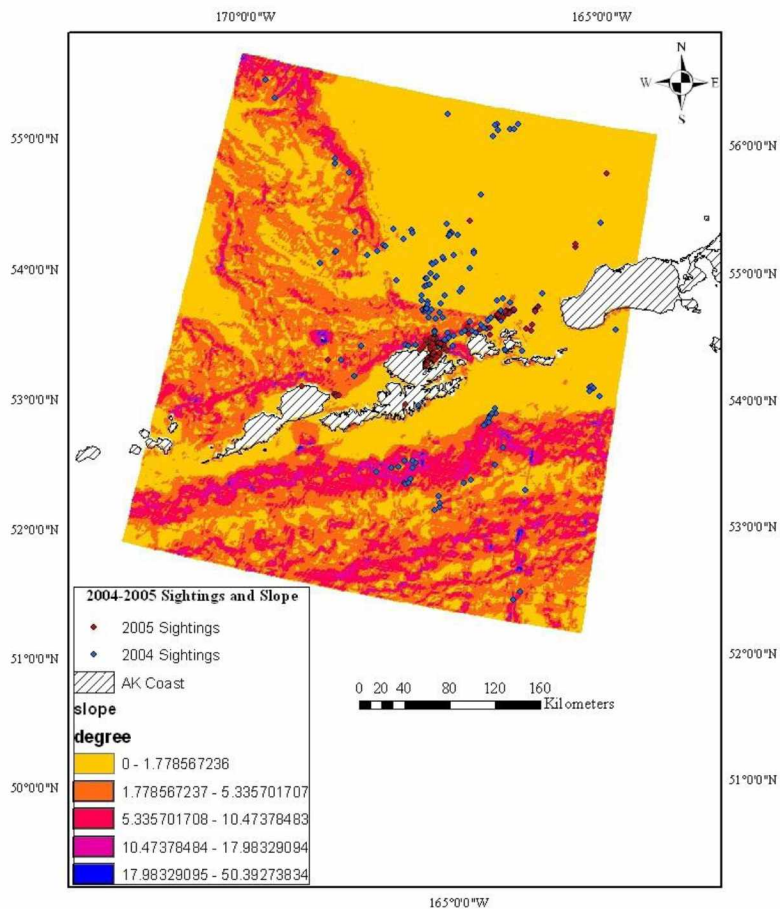 170°0'0"W 165°0'0"W
N
W E
S
55°0'0"N
56°0'0"N
54°0'0"N
55°0'0"N
53°0'0"N
54°0'0"N
52°0'0"N
53°0'0"N
2004-2005 Sightings and Slope
2005 Sightings
2004 Sightings
AK Coast
slope
degree
0 - 1.778567236
1.778567237 - 5.335701707
5.335701708 - 10.47378483
10.47378484 - 17.98329094
17.98329095 - 50.39273834
51°0'0"N
52°0'0"N
0 20 40 80 120 160
Kilometers
50°0'0"N
51°0'0"N
165°0'0"W